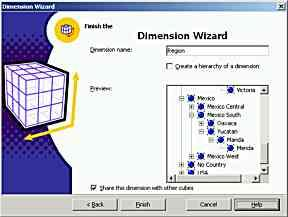 Dimension Wizard
Finish the
Dimension Wizard
Dimension name:
Region
Create a hierarchy of a dimension
Preview:
Victoria
Mexico
Mexico Central
Mexico South
Oaxaca
Yucatan
Merida
Merida
Mexico West
No Country
USA
Share this dimension with other cubes
< Back
Finish
Cancel
Help